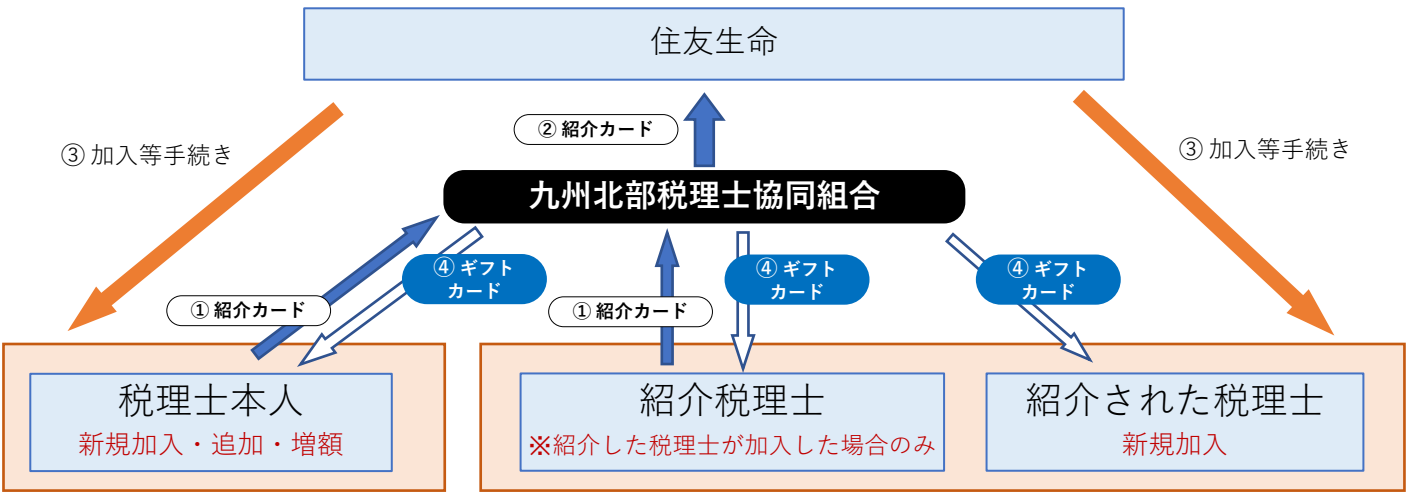 住友生命
② 紹介カード
③ 加入等手続き
③ 加入等手続き
九州北部税理士協同組合
④ ギフト
カード
④ ギフト
カード
④ ギフト
カード
① 紹介カード
① 紹介カード
税理士本人
新規加入・追加・増額
紹介税理士
※紹介した税理士が加入した場合のみ
紹介された税理士
新規加入